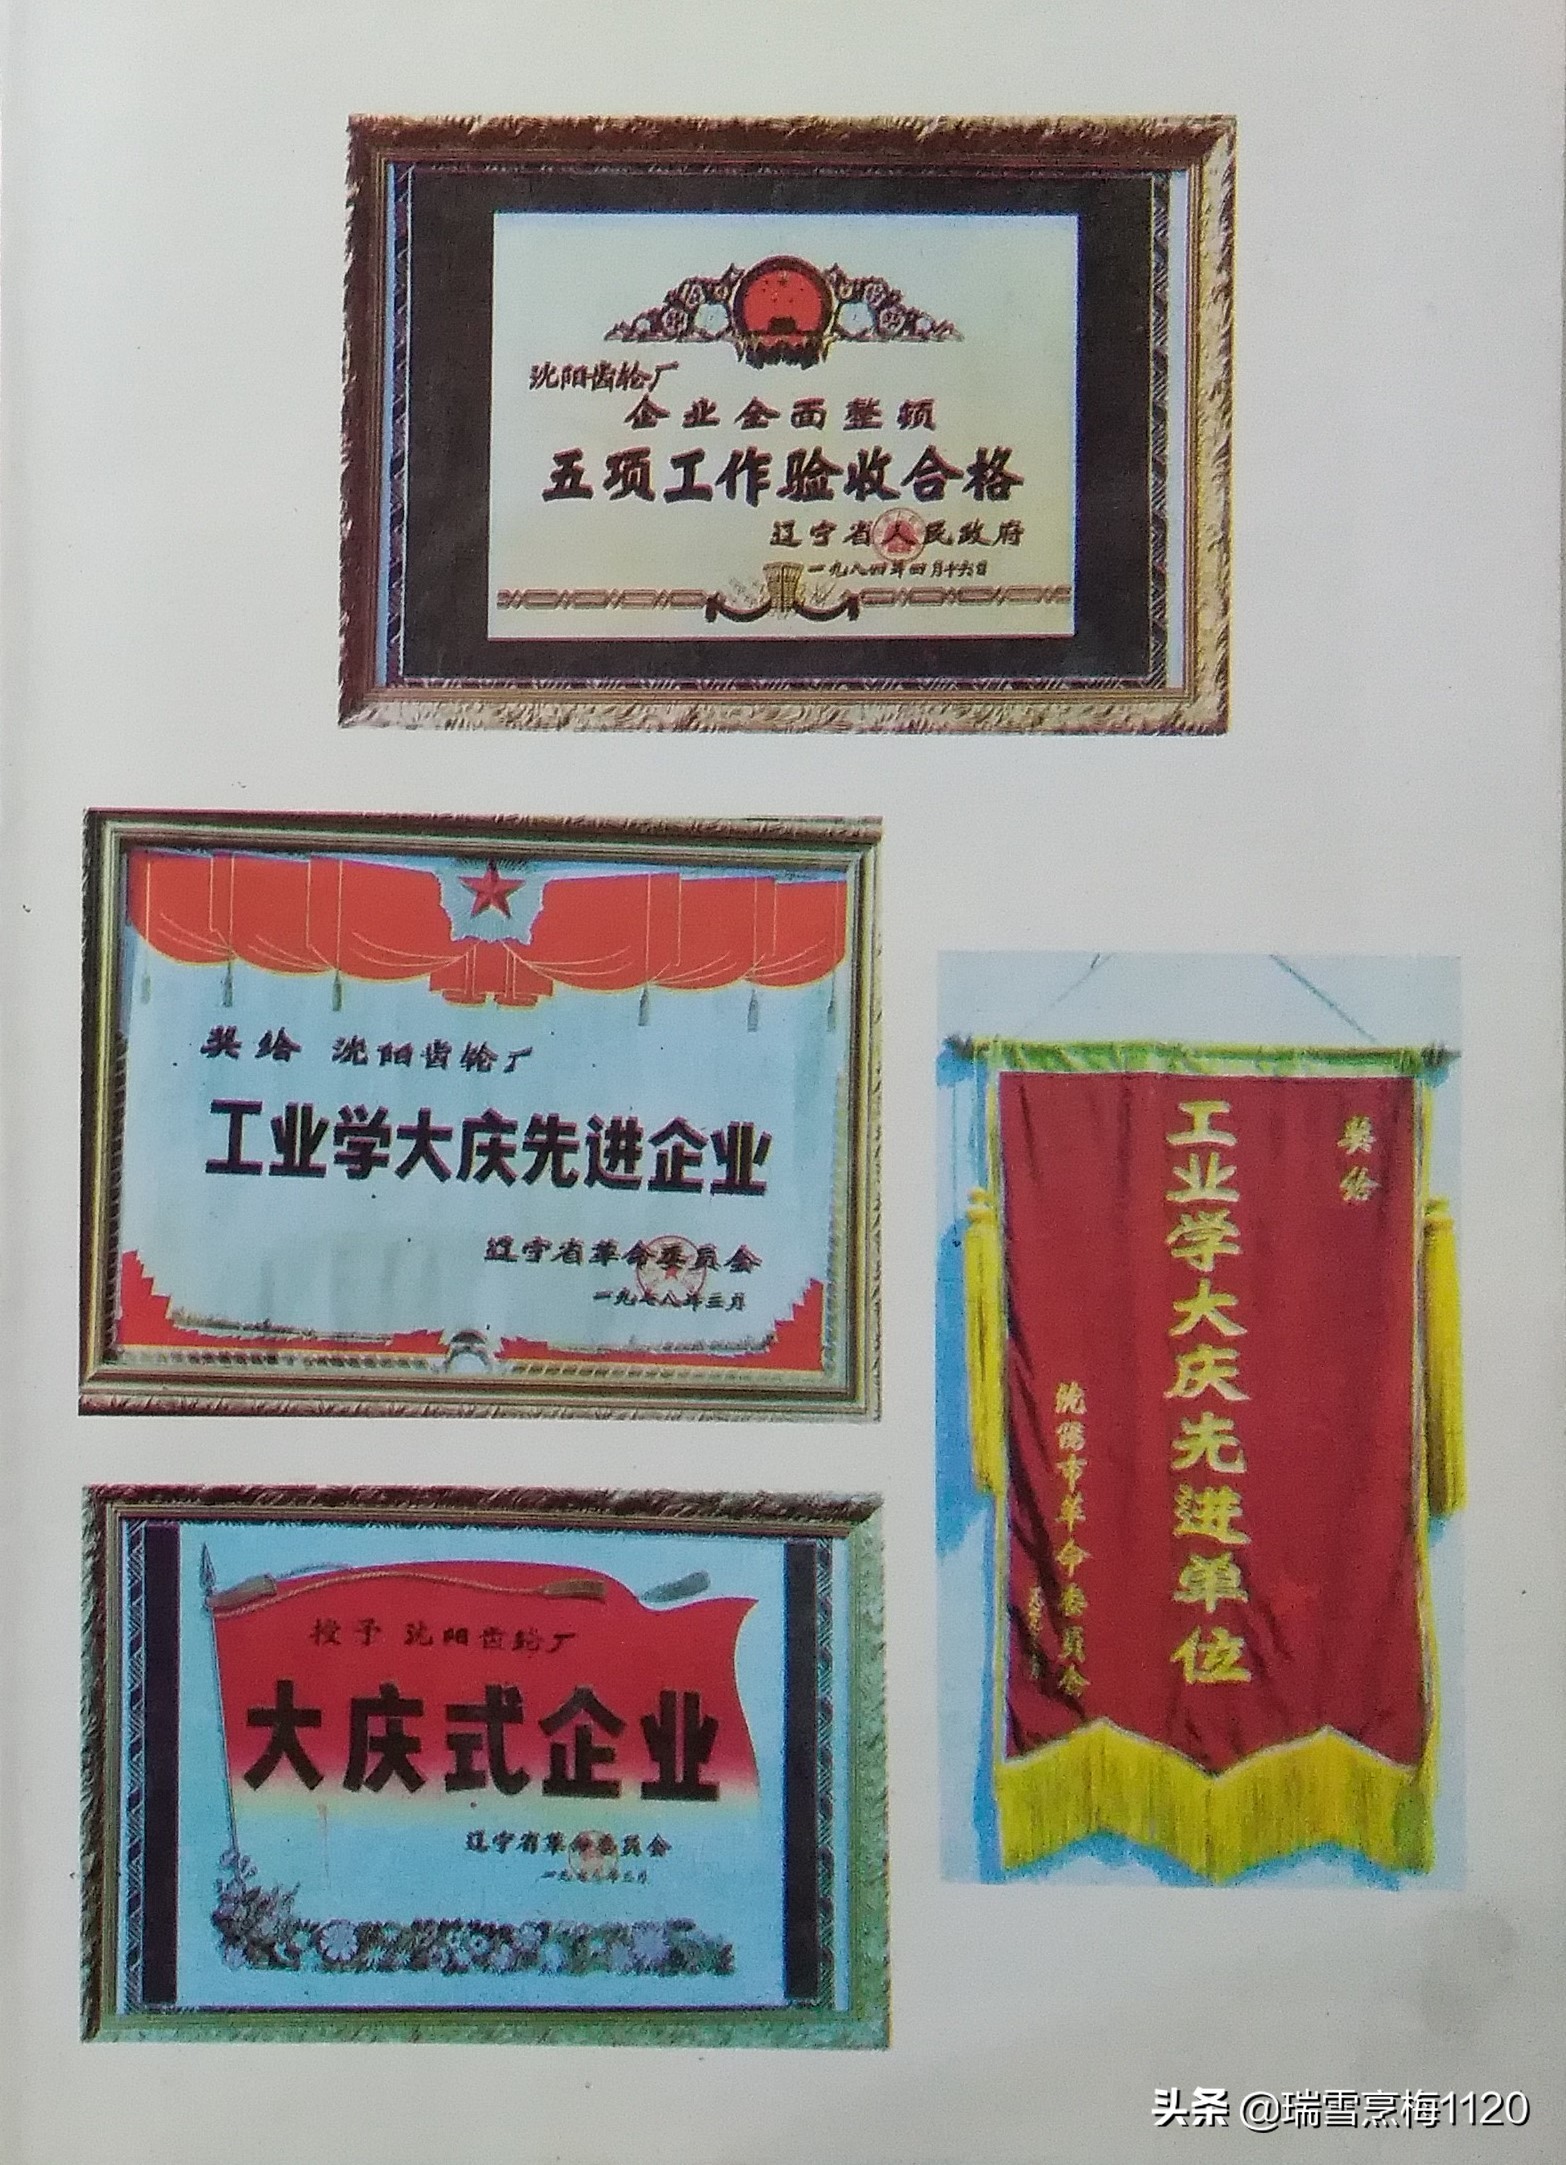 沈阳齿轮厂
企业全面整顿
五项工作验收合格
辽宁省人民政府
一九八四年四月十六日
奖给 沈阳齿轮厂
工业学大庆先进企业
辽宁省革命委员会
一九七八年三月
奖给
工业学大庆先进单位
沈阳市革命委员会
授予 沈阳齿轮厂
大庆式企业
辽宁省革命委员会
头条 @瑞雪烹梅1120